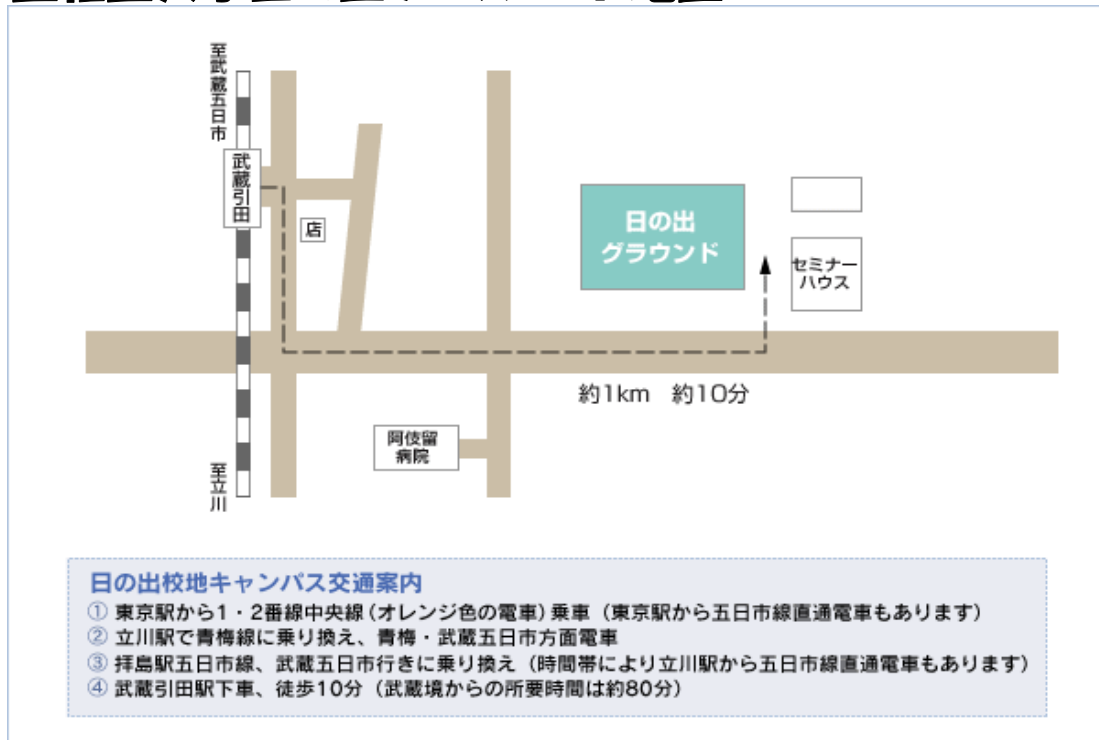 至武蔵五日市
武蔵引田
店
日の出
グラウンド
セミナー
ハウス
約1km 約10分
阿伎留
病院
至立川
日の出校地キャンパス交通案内
① 東京駅から1・2番線中央線(オレンジ色の電車)乗車(東京駅から五日市線直通電車もあります)
② 立川駅で青梅線に乗り換え、青梅・武蔵五日市方面電車
③ 拝島駅五日市線、武蔵五日市行きに乗り換え(時間帯により立川駅から五日市線直通電車もあります)
④ 武蔵引田駅下車、徒歩10分(武蔵境からの所要時間は約80分)